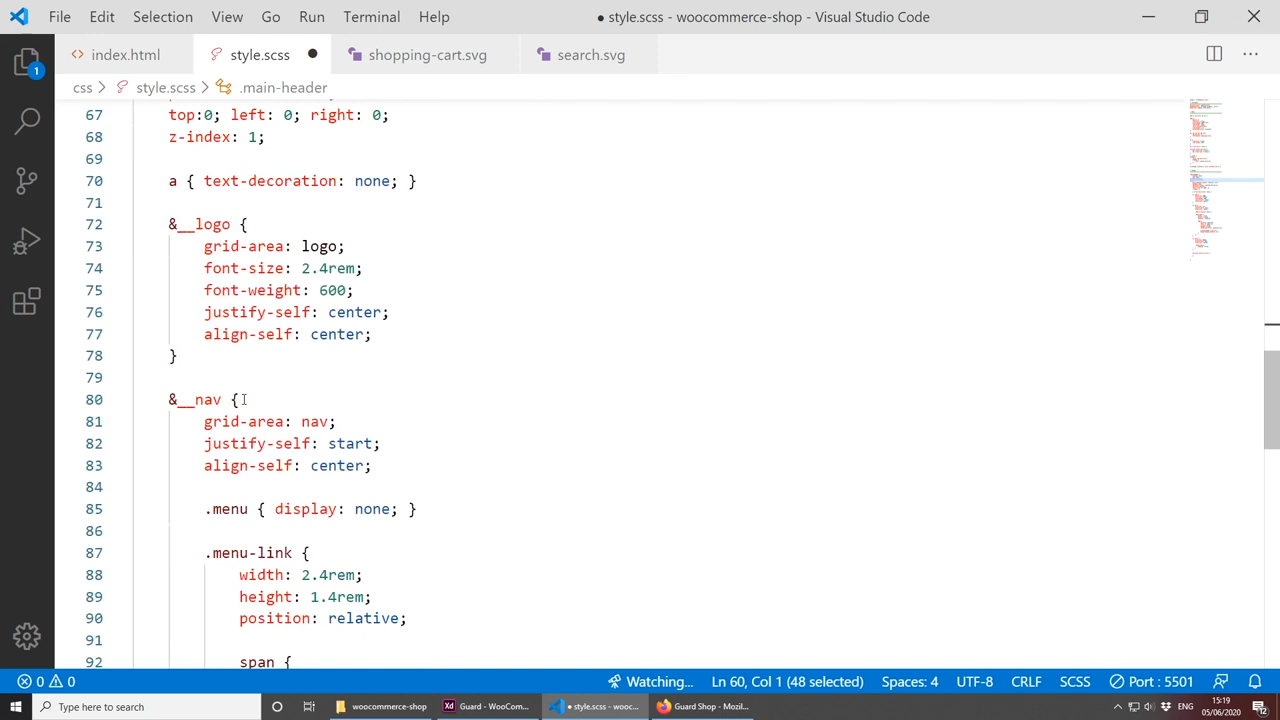 File Edit Selection View Go Run Terminal Help ● style.scss - woocommerce-shop - Visual Studio Code
index.html style.scss ● shopping-cart.svg search.svg ...
css > style.scss > .main-header
1
67 top:0; left: 0; right: 0;
68 z-index: 1;
69
70 a { text-decoration: none; }
71
72 &__logo {
73 grid-area: logo;
74 font-size: 2.4rem;
75 font-weight: 600;
76 justify-self: center;
77 align-self: center;
78 }
79
80 &__nav {
81 grid-area: nav;
82 justify-self: start;
83 align-self: center;
84
85 .menu { display: none; }
86
87 .menu-link {
88 width: 2.4rem;
89 height: 1.4rem;
90 position: relative;
91
92 span {
0 0 Watching... Ln 60, Col 1 (48 selected) Spaces: 4 UTF-8 CRLF SCSS Port : 5501
Type here to search woocommerce-shop Guard - WooCom... ● style.scss - wooc... Guard Shop - Mozil... ENG 15:19
05/06/2020 12